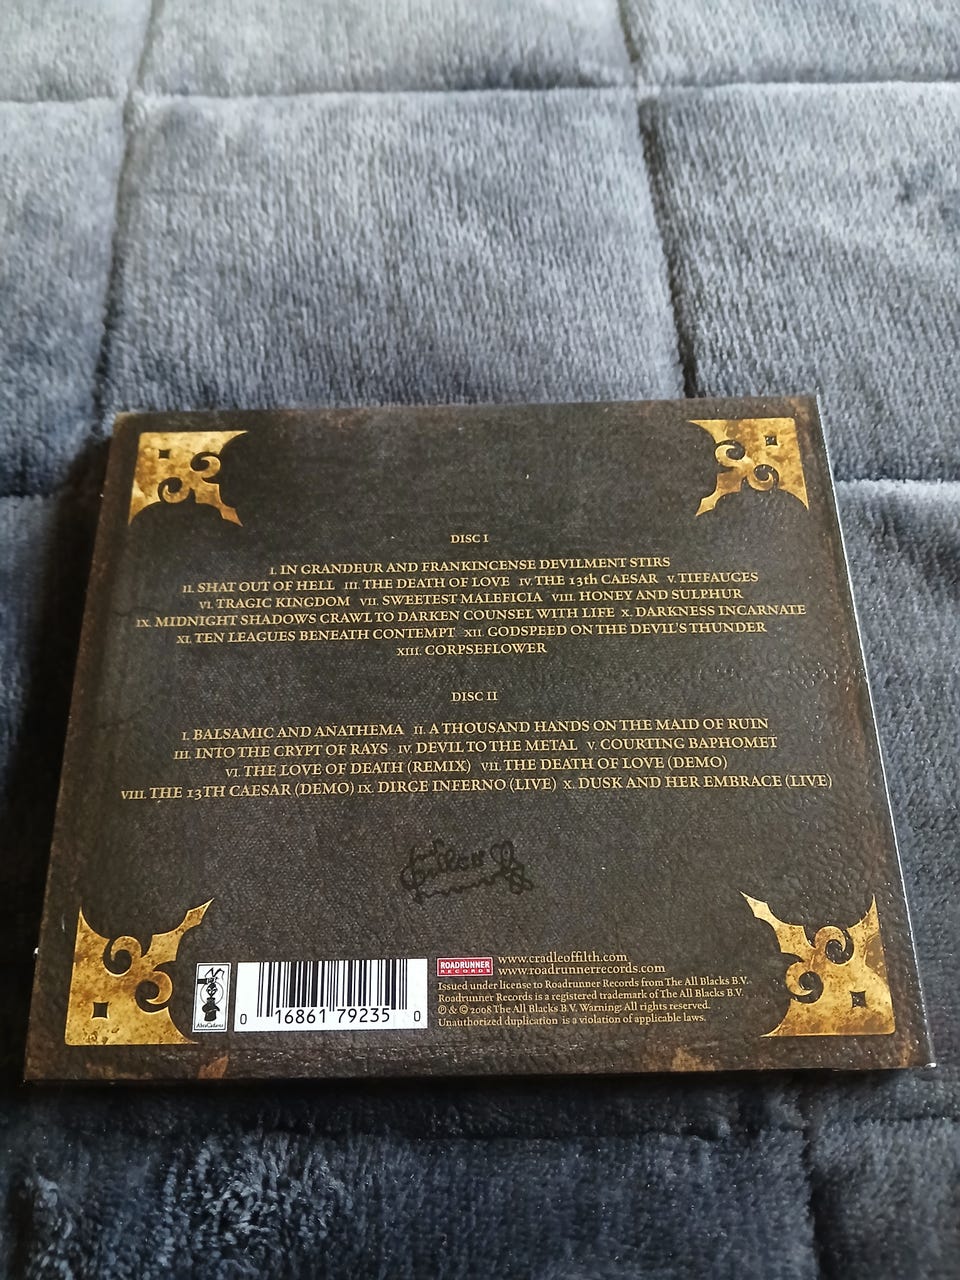 DISC I
I. IN GRANDEUR AND FRANKINCENSE DEVILMENT STIRS
II. SHAT OUT OF HELL III. THE DEATH OF LOVE IV. THE 13th CAESAR V. TIFFAUGES
VI. TRAGIC KINGDOM VII. SWEETEST MALEFICIA VIII. HONEY AND SULPHUR
IX. MIDNIGHT SHADOWS CRAWL TO DARKEN COUNSEL WITH LIFE X. DARKNESS INCARNATE
XI. TEN LEAGUES BENEATH CONTEMPT XII. GODSPEED ON THE DEVIL'S THUNDER
XIII. CORPSEFLOWER
DISC II
I. BALSAMIC AND ANATHEMA II. A THOUSAND HANDS ON THE MAID OF RUIN
III. INTO THE CRYPT OF RAYS IV. DEVIL TO THE METAL V. COURTING BAPHOMET
VI. THE LOVE OF DEATH (REMIX) VII. THE DEATH OF LOVE (DEMO)
VIII. THE 13TH CAESAR (DEMO) IX. DIRGE INFERNO (LIVE) X. DUSK AND HER EMBRACE (LIVE)
AbraCadaver
0 16861 79235 0
ROADRUNNER
RECORDS
www.cradleoffilth.com
www.roadrunnerrecords.com
Issued under license to Roadrunner Records from The All Blacks B.V.
Roadrunner Records is a registered trademark of The All Blacks B.V.
℗ & © 2008 The All Blacks B.V. Warning: All rights reserved.
Unauthorized duplication is a violation of applicable laws.